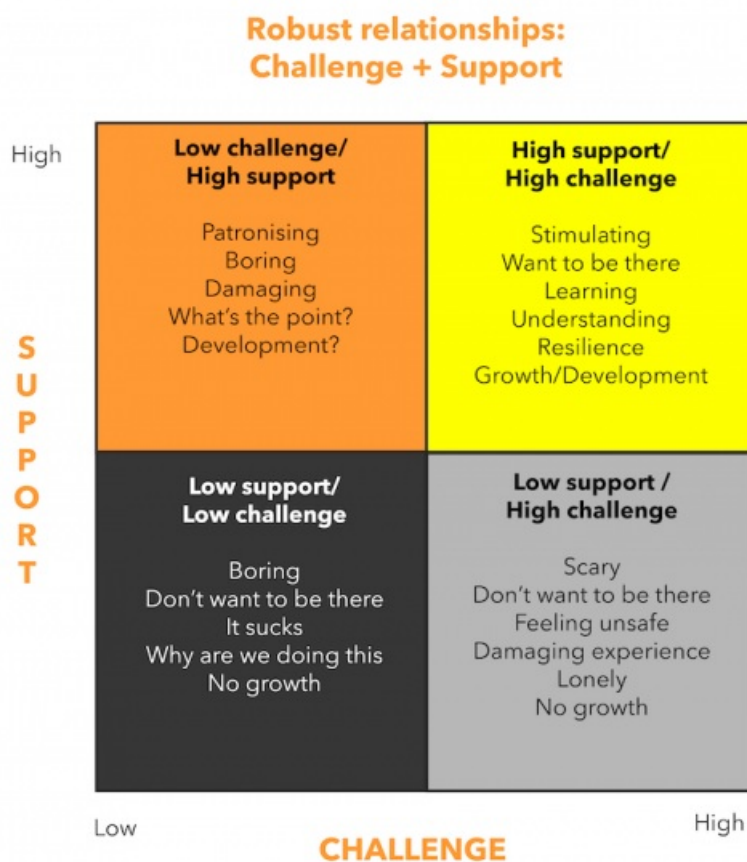 Robust relationships:
Challenge + Support
High
Low challenge/
High support
Patronising
Boring
Damaging
What's the point?
Development?
High support/
High challenge
Stimulating
Want to be there
Learning
Understanding
Resilience
Growth/Development
SUPPORT
Low support/
Low challenge
Boring
Don't want to be there
It sucks
Why are we doing this
No growth
Low support /
High challenge
Scary
Don't want to be there
Feeling unsafe
Damaging experience
Lonely
No growth
Low
CHALLENGE
High